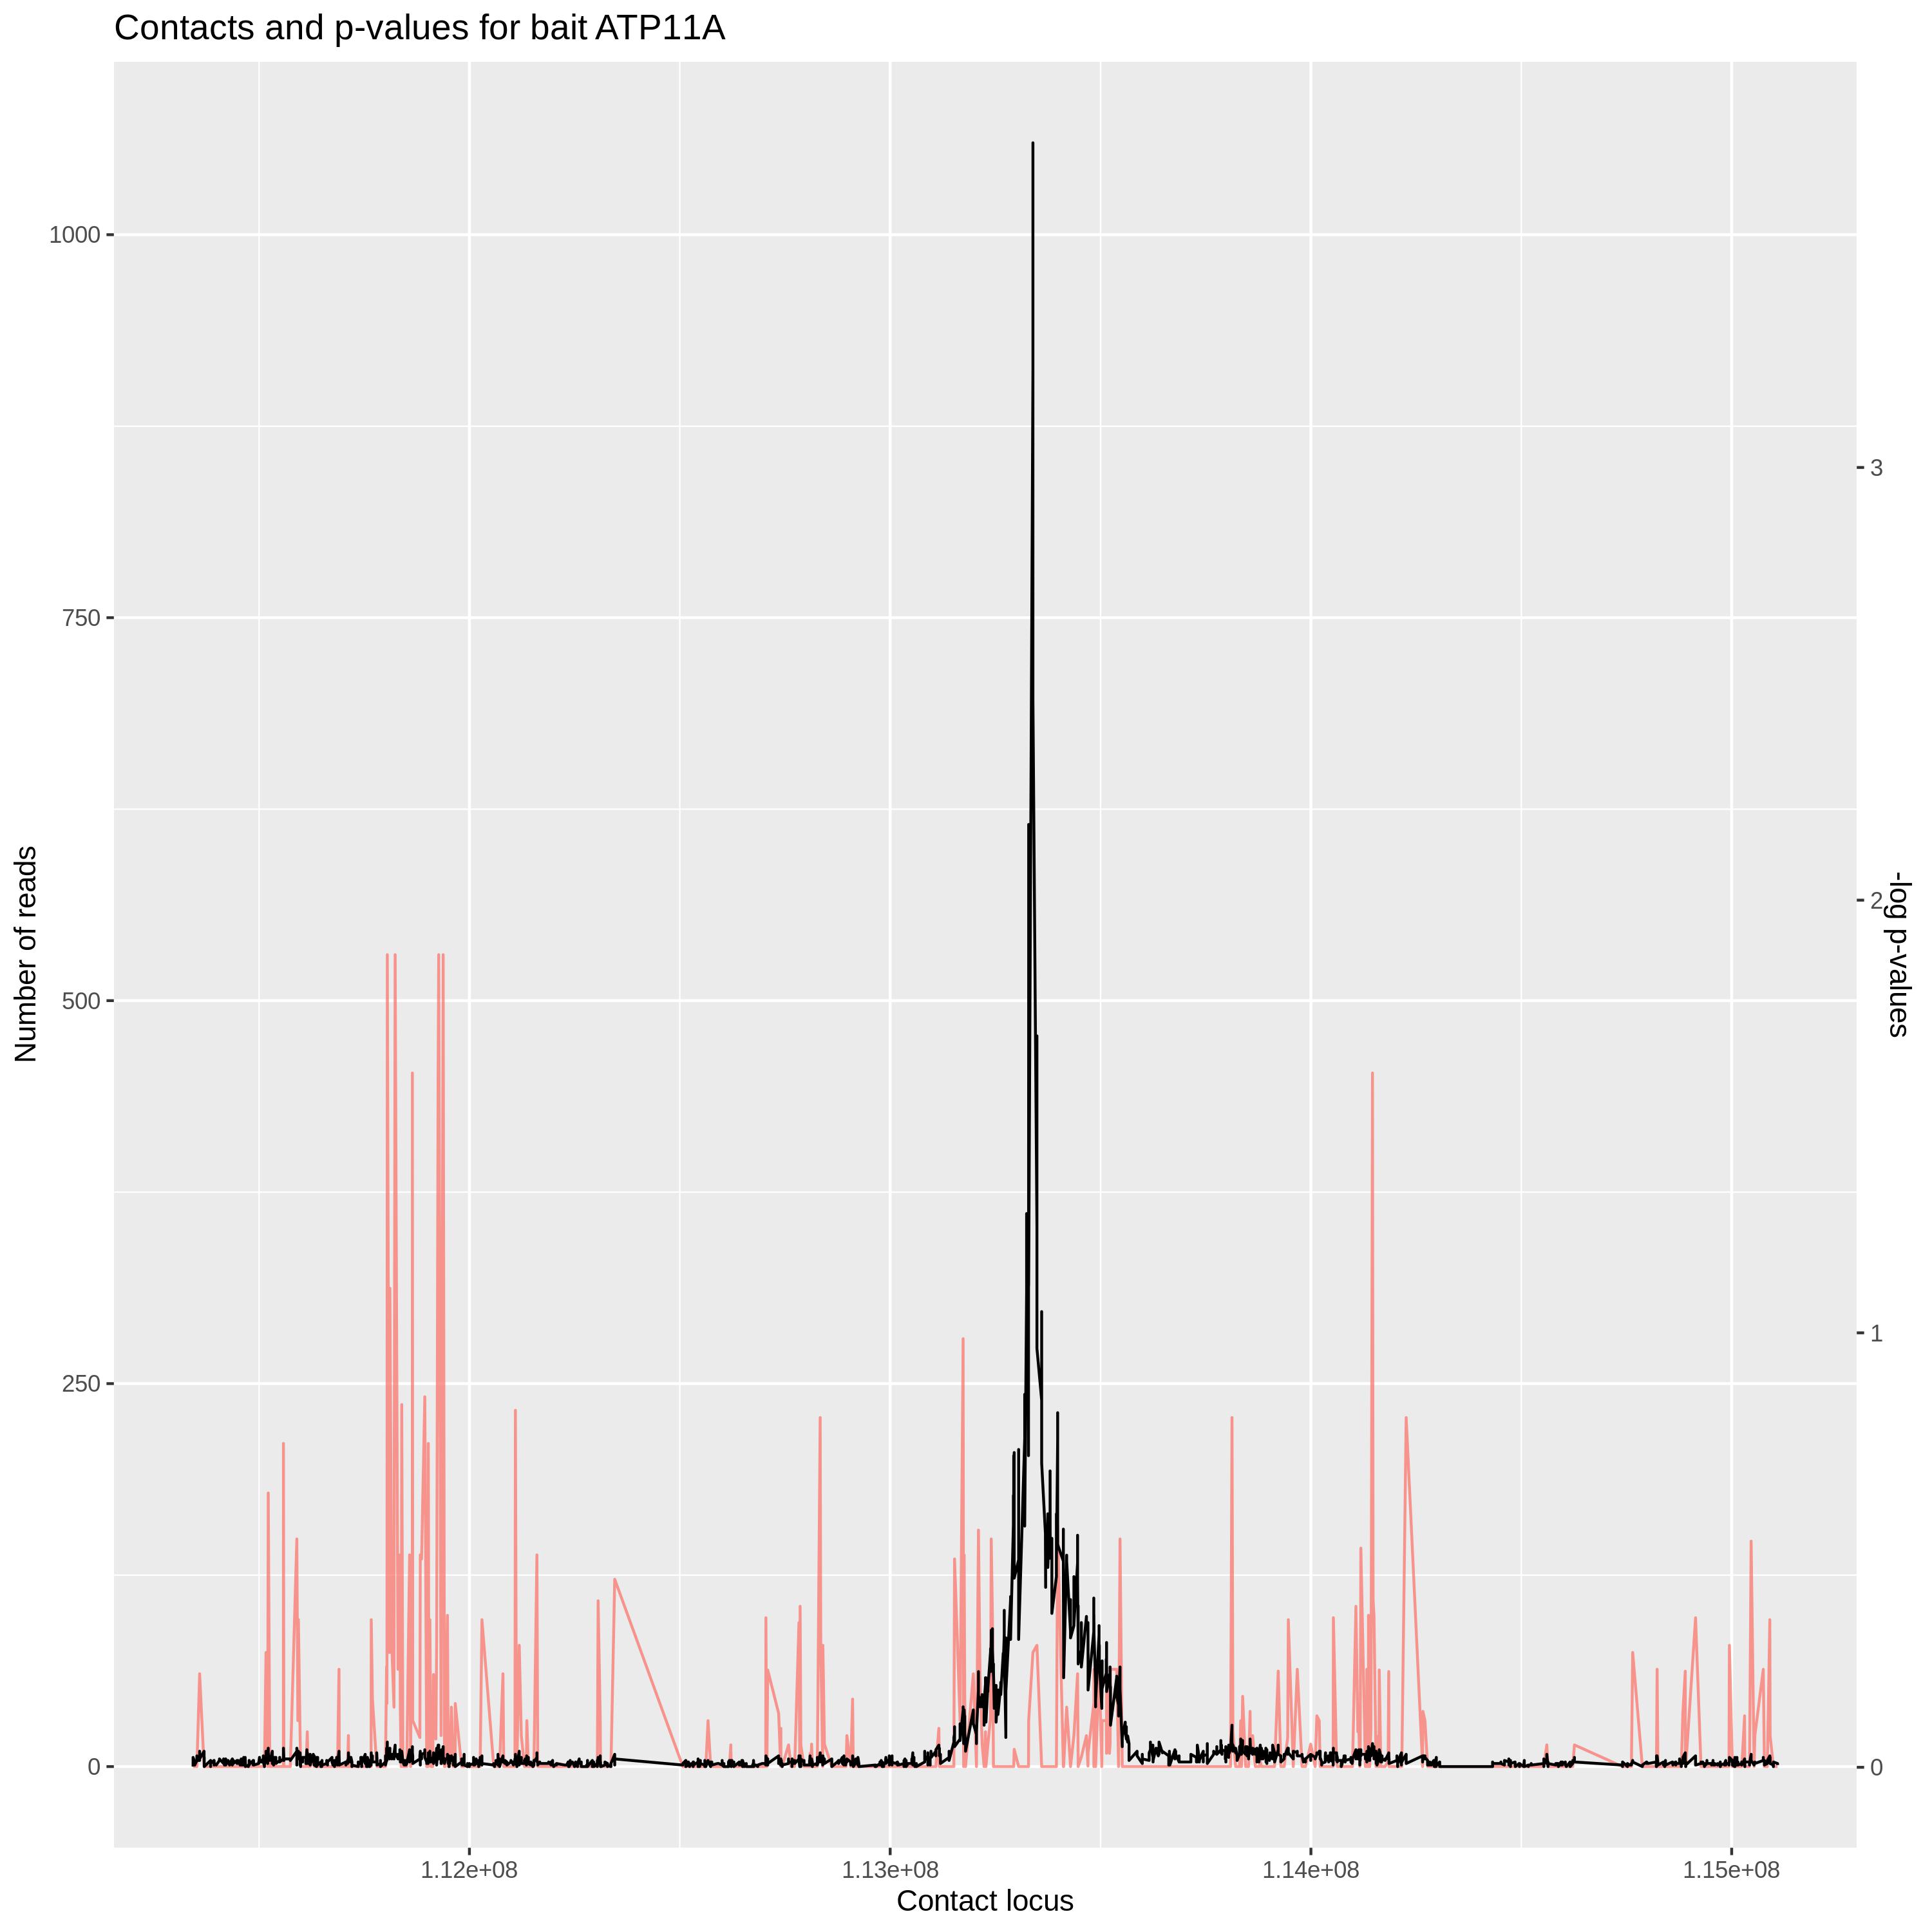 Contacts and p-values for bait ATP11A
Number of reads
1000
750
500
250
0
3
2
1
0
-log p-values
1.12e+08
1.13e+08
1.14e+08
1.15e+08
Contact locus